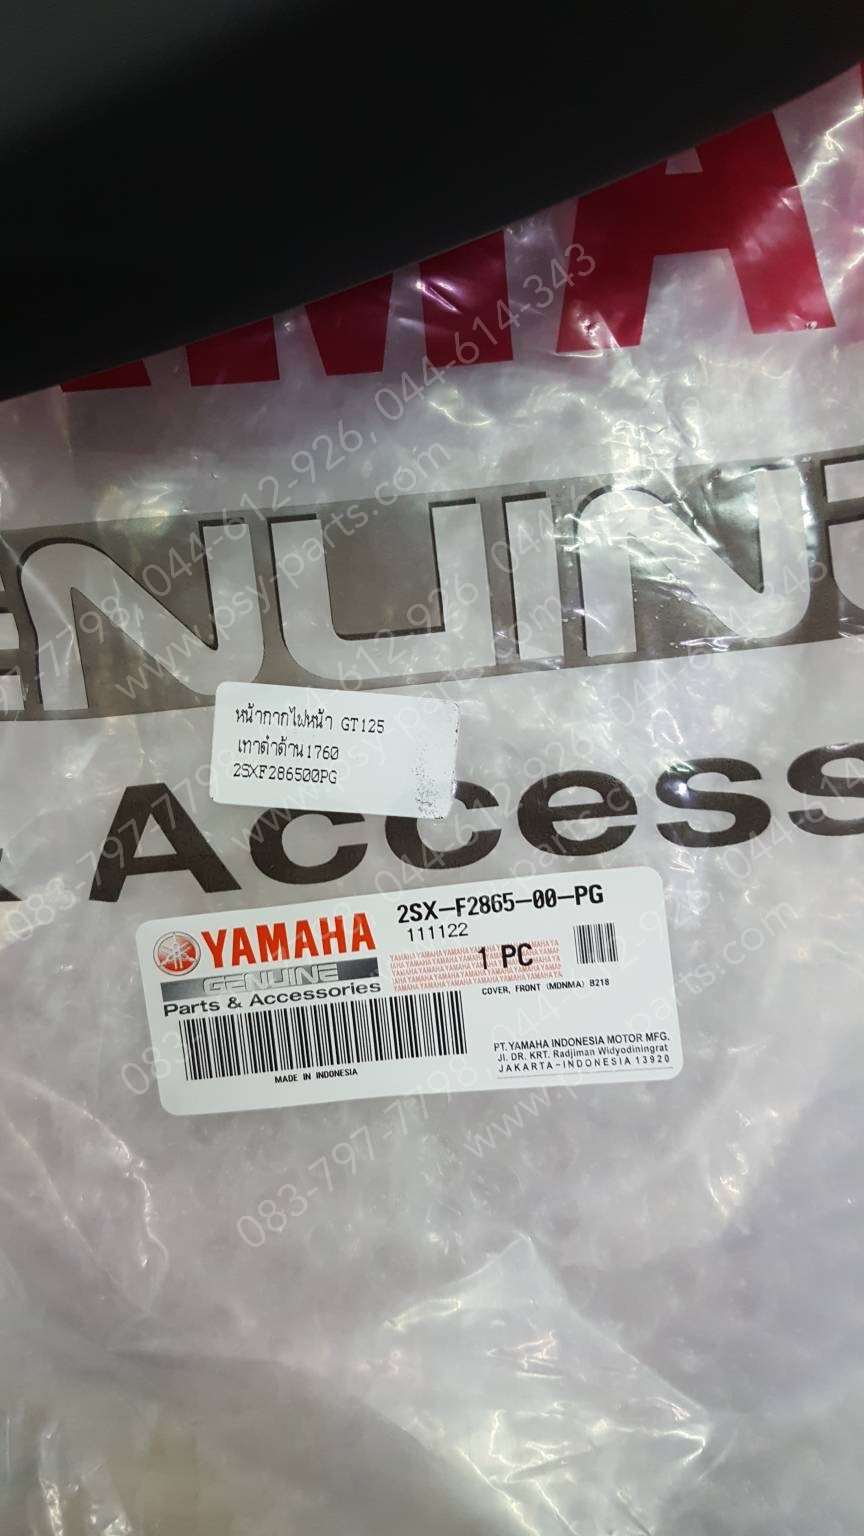 AMA
GENUINE
หน้ากากไฟหน้า GT125
เทาดำด้าน1760
2SXF286500PG
& Access
YAMAHA
GENUINE
Parts & Accessories
2SX-F2865-00-PG
111122
1 PC
COVER, FRONT (MDNMA) B218
MADE IN INDONESIA
PT. YAMAHA INDONESIA MOTOR MFG.
Jl. DR. KRT. Radjiman Widyodiningrat
JAKARTA-INDONESIA 13920
083-797-7798, 044-612-926, 044-614-343
www.psy-parts.com